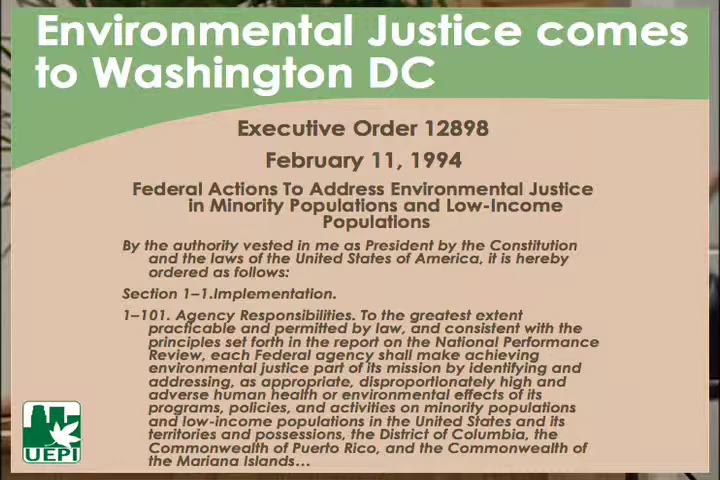 Environmental Justice comes
to Washington DC
Executive Order 12898
February 11, 1994
Federal Actions To Address Environmental Justice
in Minority Populations and Low-Income
Populations
By the authority vested in me as President by the Constitution
and the laws of the United States of America, it is hereby
ordered as follows:
Section 1–1.Implementation.
1–101. Agency Responsibilities. To the greatest extent
practicable and permitted by law, and consistent with the
principles set forth in the report on the National Performance
Review, each Federal agency shall make achieving
environmental justice part of its mission by identifying and
addressing, as appropriate, disproportionately high and
adverse human health or environmental effects of its
programs, policies, and activities on minority populations
and low-income populations in the United States and its
territories and possessions, the District of Columbia, the
Commonwealth of Puerto Rico, and the Commonwealth of
the Mariana Islands…
UEPI